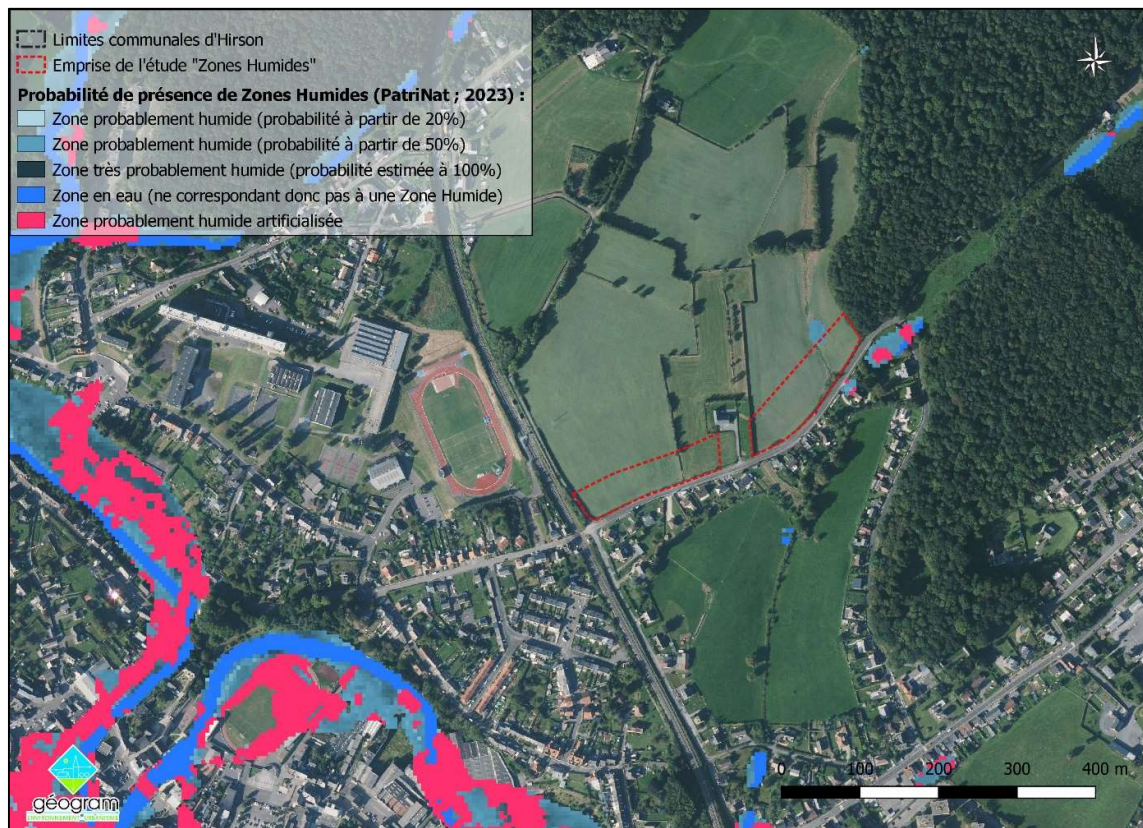 Limites communales d'Hirson
Emprise de l'étude "Zones Humides"
Probabilité de présence de Zones Humides (PatriNat ; 2023) :
Zone probablement humide (probabilité à partir de 20%)
Zone probablement humide (probabilité à partir de 50%)
Zone très probablement humide (probabilité estimée à 100%)
Zone en eau (ne correspondant donc pas à une Zone Humide)
Zone probablement humide artificialisée
0 100 200 300 400 m
géogram
ENVIRONNEMENT URBANISME